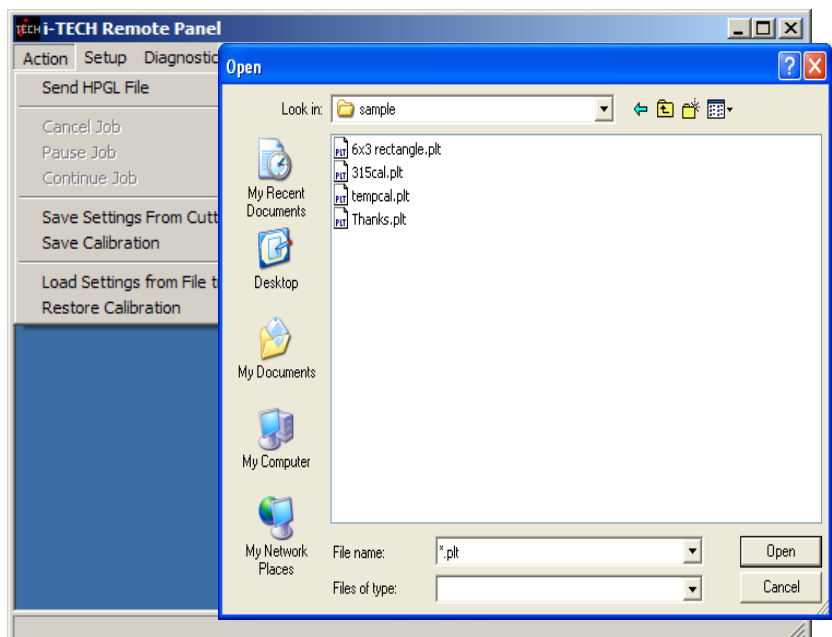 TECH i-TECH Remote Panel
Action Setup Diagnostic
Send HPGL File
Cancel Job
Pause Job
Continue Job
Save Settings From Cutt
Save Calibration
Load Settings from File t
Restore Calibration
Open
Look in: sample
My Recent
Documents
Desktop
My Documents
My Computer
My Network
Places
6x3 rectangle.plt
315cal.plt
tempcal.plt
Thanks.plt
File name: *.plt Open
Files of type: Cancel